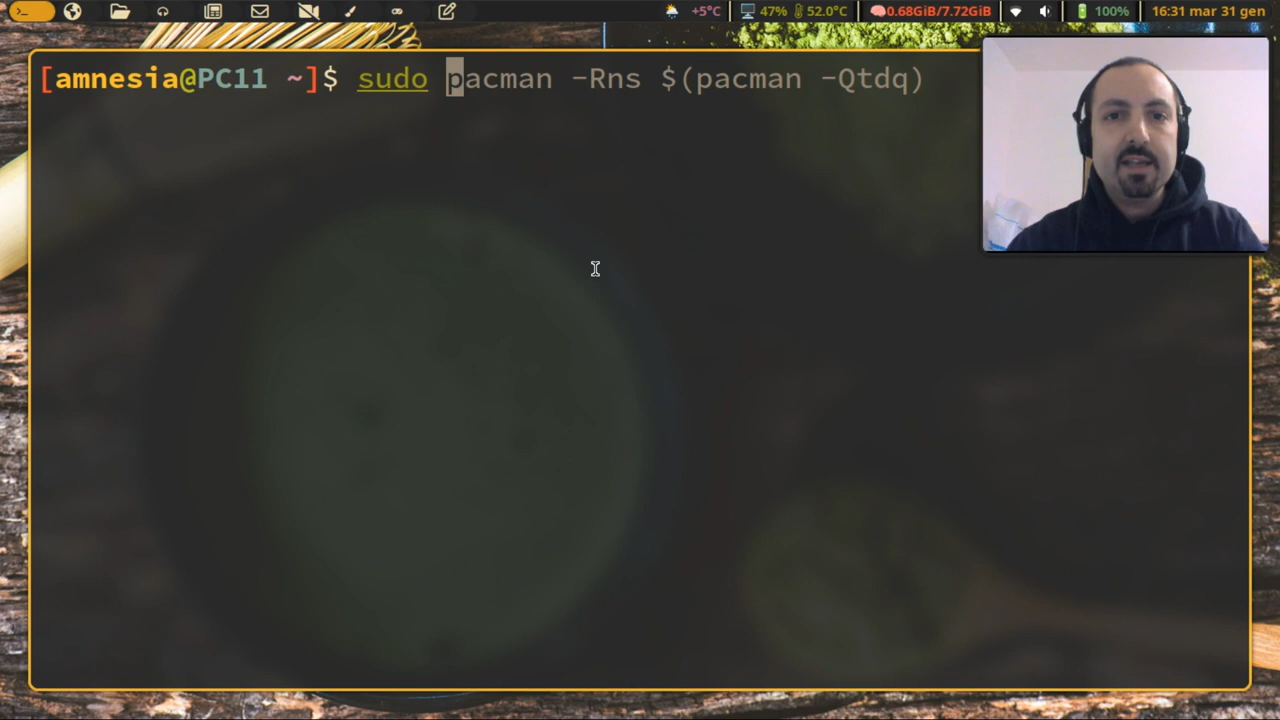 +5°C 47% 52.0°C 0.68GiB/7.72GiB 100% 16:31 mar 31 gen
[amnesia@PC11 ~]$ sudo pacman -Rns $(pacman -Qtdq)